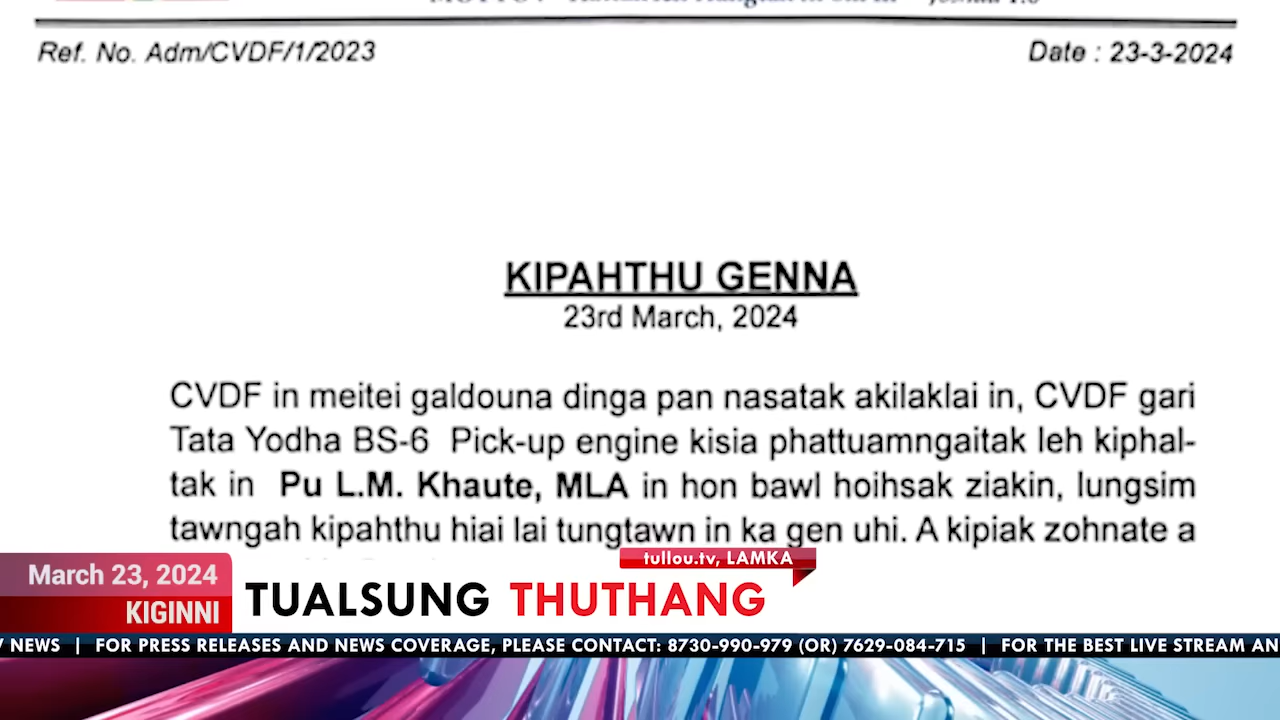 Ref. No. Adm/CVDF/1/2023
Date : 23-3-2024
KIPAHTHU GENNA
23rd March, 2024
CVDF in meitei galdouna dinga pan nasatak akilaklai in, CVDF gari
Tata Yodha BS-6 Pick-up engine kisia phattuamngaitak leh kiphal-
tak in Pu L.M. Khaute, MLA in hon bawl hoihsak ziakin, lungsim
tawngah kipahthu hiai lai tungtawn in ka gen uhi. A kipiak zohnate a
tullou.tv, LAMKA
March 23, 2024
KIGINNI
TUALSUNG THUTHANG
NEWS | FOR PRESS RELEASES AND NEWS COVERAGE, PLEASE CONTACT: 8730-990-979 (OR) 7629-084-715 | FOR THE BEST LIVE STREAM AN